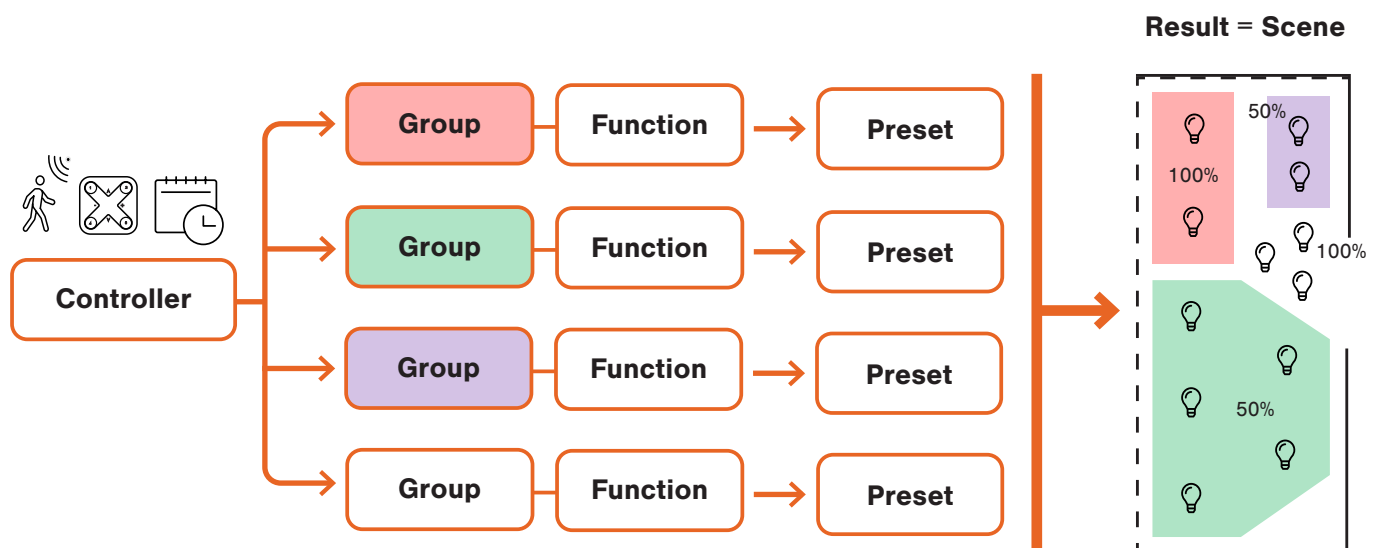 Result = Scene
Group Function Preset
Group Function Preset
Group Function Preset
Group Function Preset
Controller
50%
100%
100%
50%